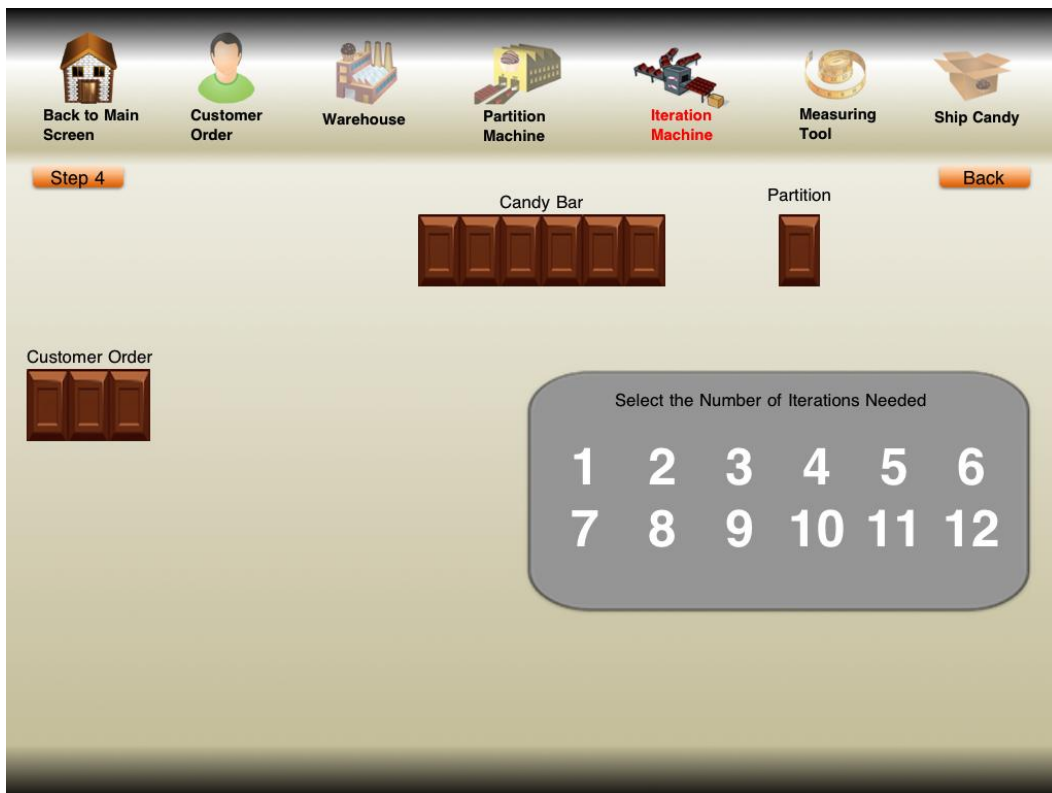 Back to Main
Screen
Customer
Order
Warehouse
Partition
Machine
Iteration
Machine
Measuring
Tool
Ship Candy
Step 4
Back
Candy Bar
Partition
Customer Order
Select the Number of Iterations Needed
1 2 3 4 5 6
7 8 9 10 11 12